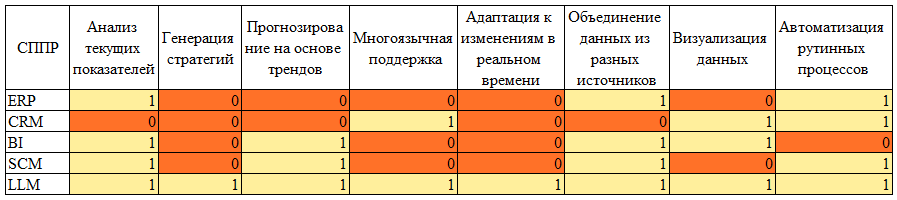 СППР
Анализ
текущих
показателей
Генерация
стратегий
Прогнозирова
ние на основе
трендов
Многоязычная
поддержка
Адаптация к
изменениям в
реальном
времени
Объединение
данных из
разных
источников
Визуализация
данных
Автоматизация
рутинных
процессов
ERP 1 0 0 0 0 1 0 1
CRM 0 0 0 1 0 0 1 1
BI 1 0 1 0 0 1 1 0
SCM 1 0 1 0 0 1 0 1
LLM 1 1 1 1 1 1 1 1